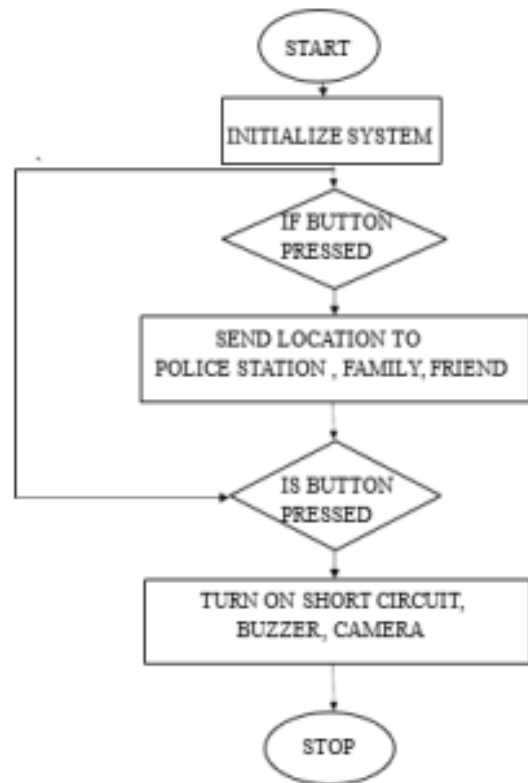 START
INITIALIZE SYSTEM
IF BUTTON
PRESSED
SEND LOCATION TO
POLICE STATION , FAMILY, FRIEND
IS BUTTON
PRESSED
TURN ON SHORT CIRCUIT,
BUZZER, CAMERA
STOP